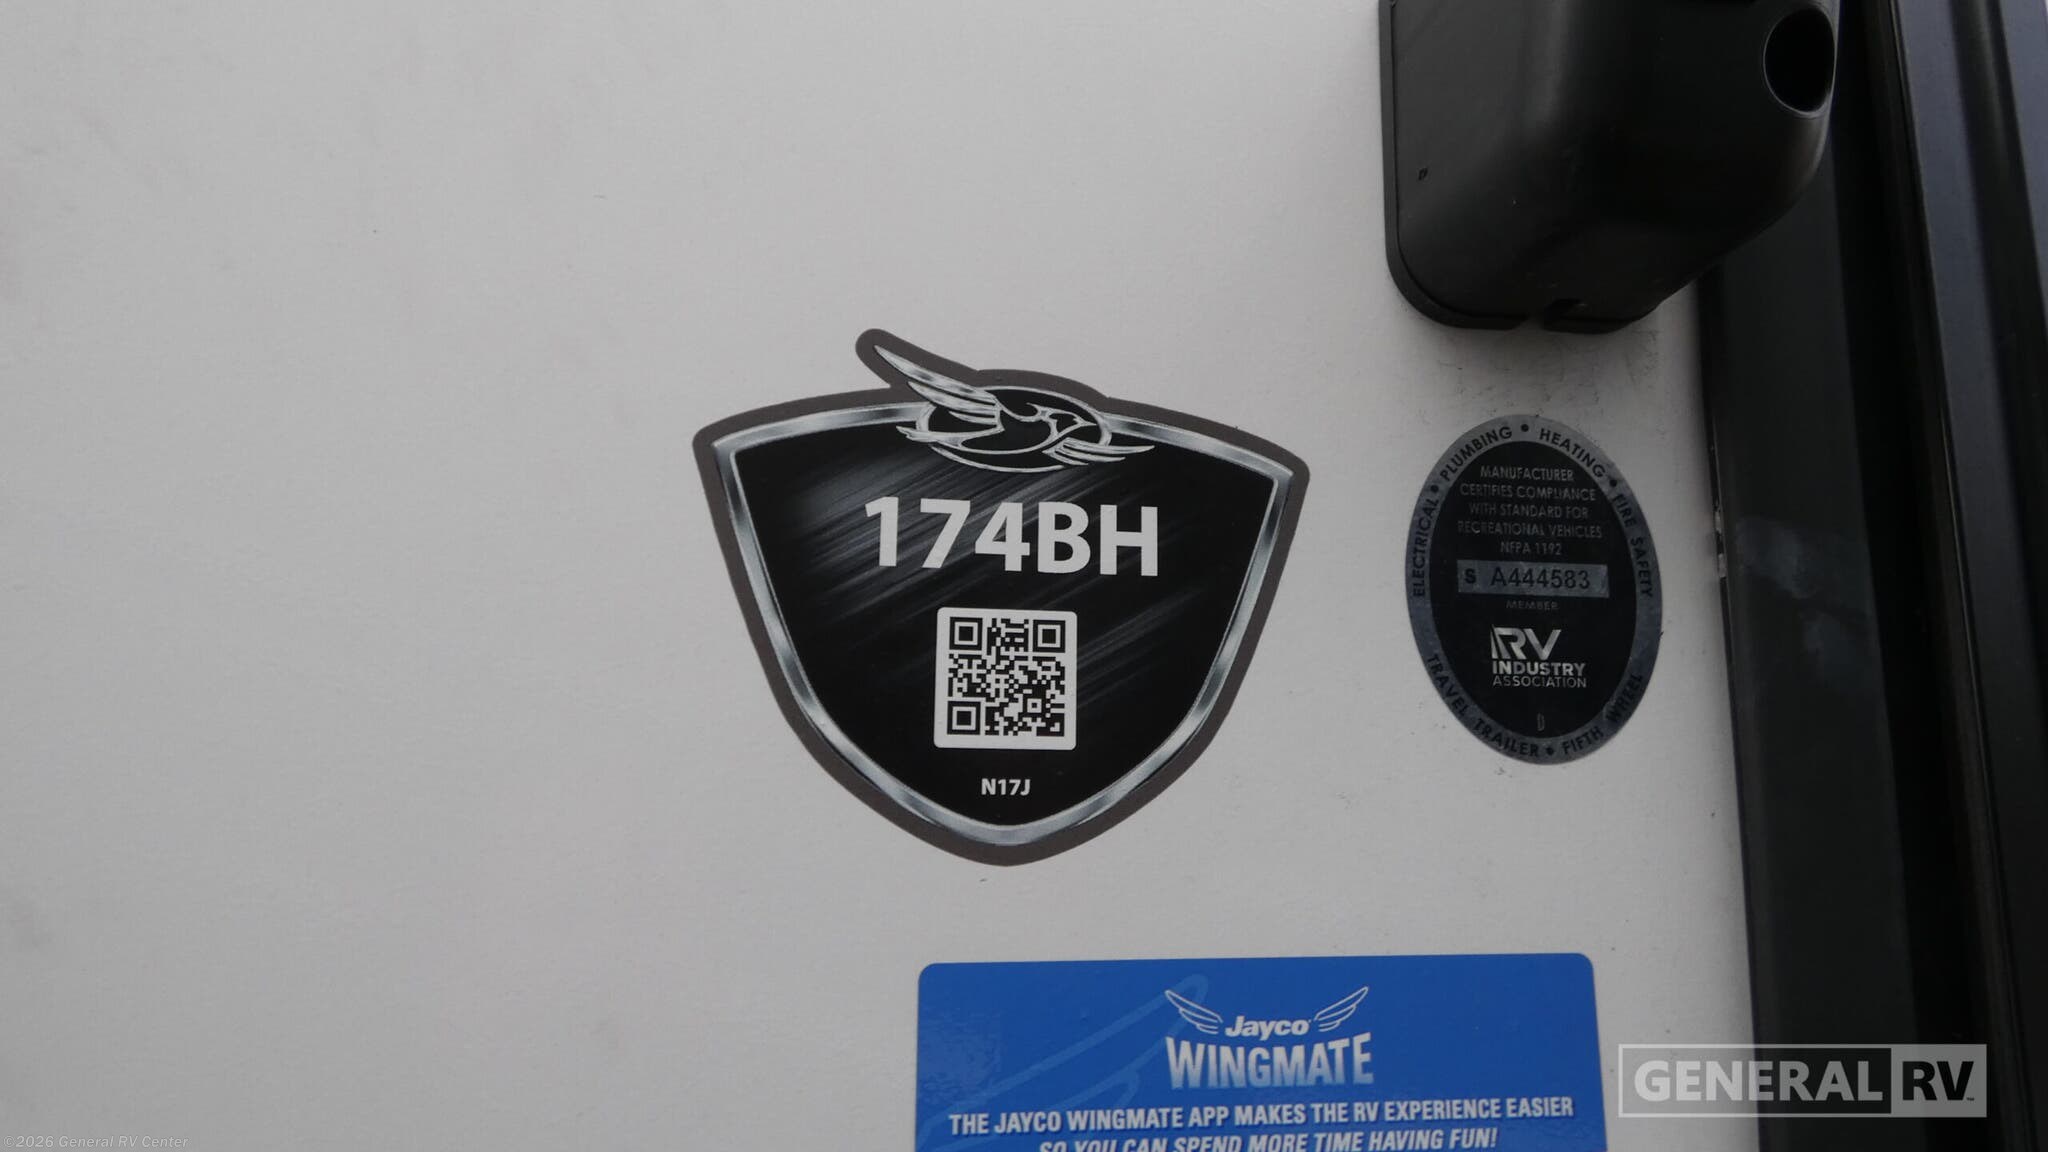 174BH
N17J
ELECTRICAL • PLUMBING • HEATING • FIRE SAFETY
MANUFACTURER
CERTIFIES COMPLIANCE
WITH STANDARD FOR
RECREATIONAL VEHICLES
NFPA 1192
S A444583
MEMBER
RV
INDUSTRY
ASSOCIATION
D
TRAVEL TRAILER • FIFTH WHEEL
Jayco
WINGMATE
THE JAYCO WINGMATE APP MAKES THE RV EXPERIENCE EASIER
SO YOU CAN SPEND MORE TIME HAVING FUN!
GENERAL RV
©2026 General RV Center